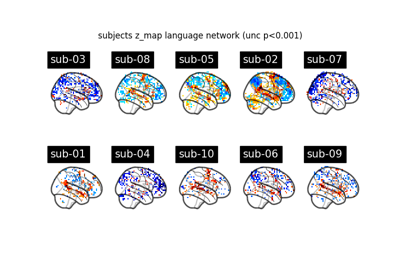 subjects z_map language network (unc p<0.001)
sub-03 sub-08 sub-05 sub-02 sub-07
sub-01 sub-04 sub-10 sub-06 sub-09